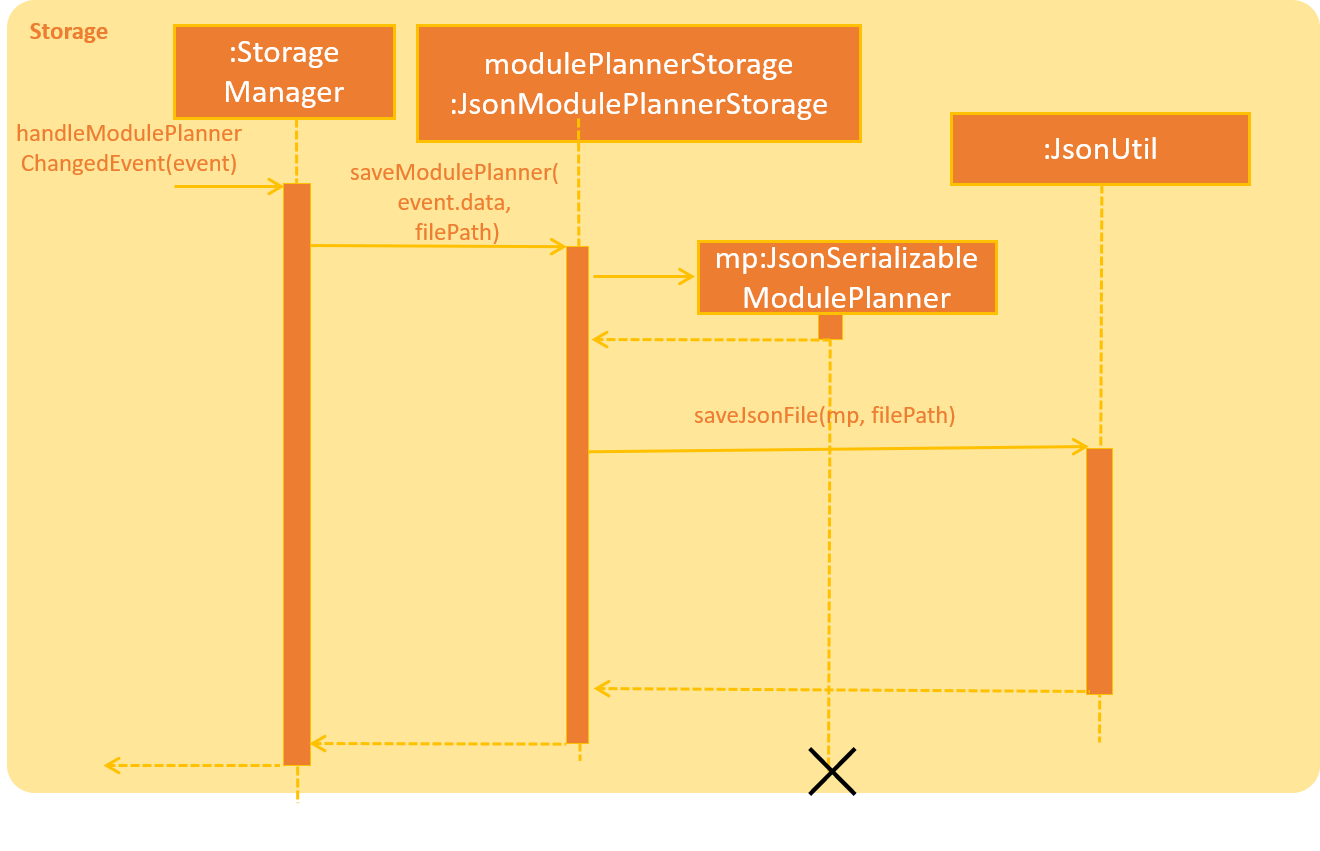 Storage
:Storage
Manager
modulePlannerStorage
:JsonModulePlannerStorage
:JsonUtil
handleModulePlanner
ChangedEvent(event)
saveModulePlanner(
event.data,
filePath)
mp:JsonSerializable
ModulePlanner
saveJsonFile(mp, filePath)